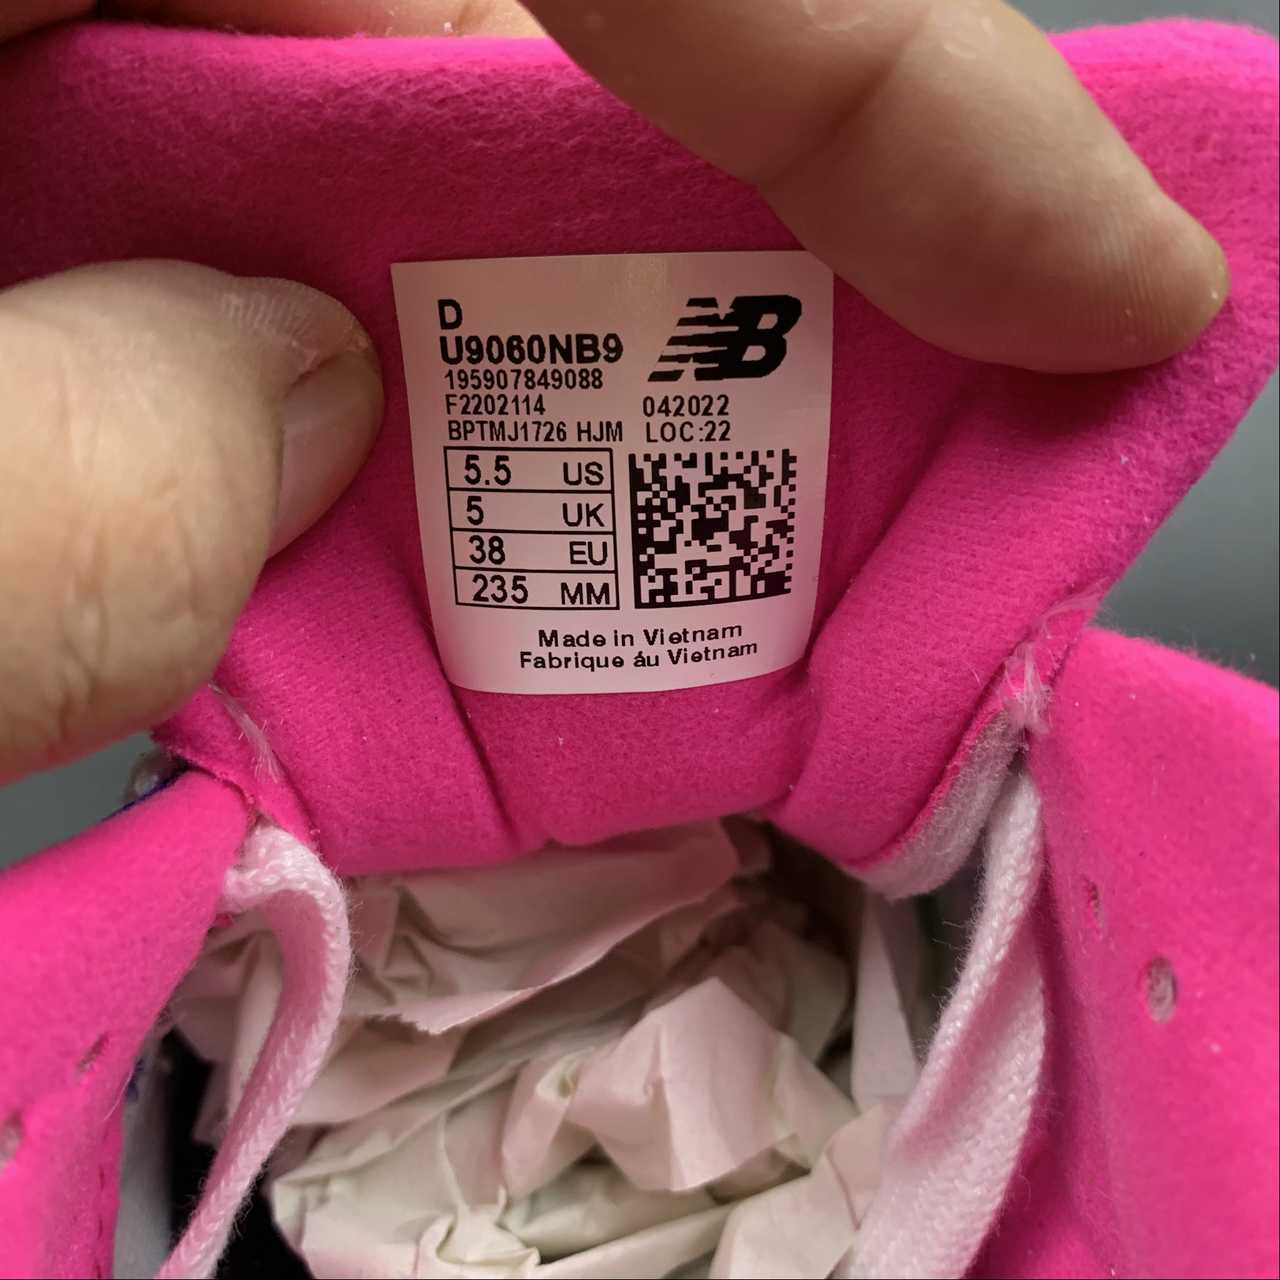 D
U9060NB9
NB
195907849088
F2202114 042022
BPTMJ1726 HJM LOC:22
5.5 US
5 UK
38 EU
235 MM
Made in Vietnam
Fabrique áu Vietnam